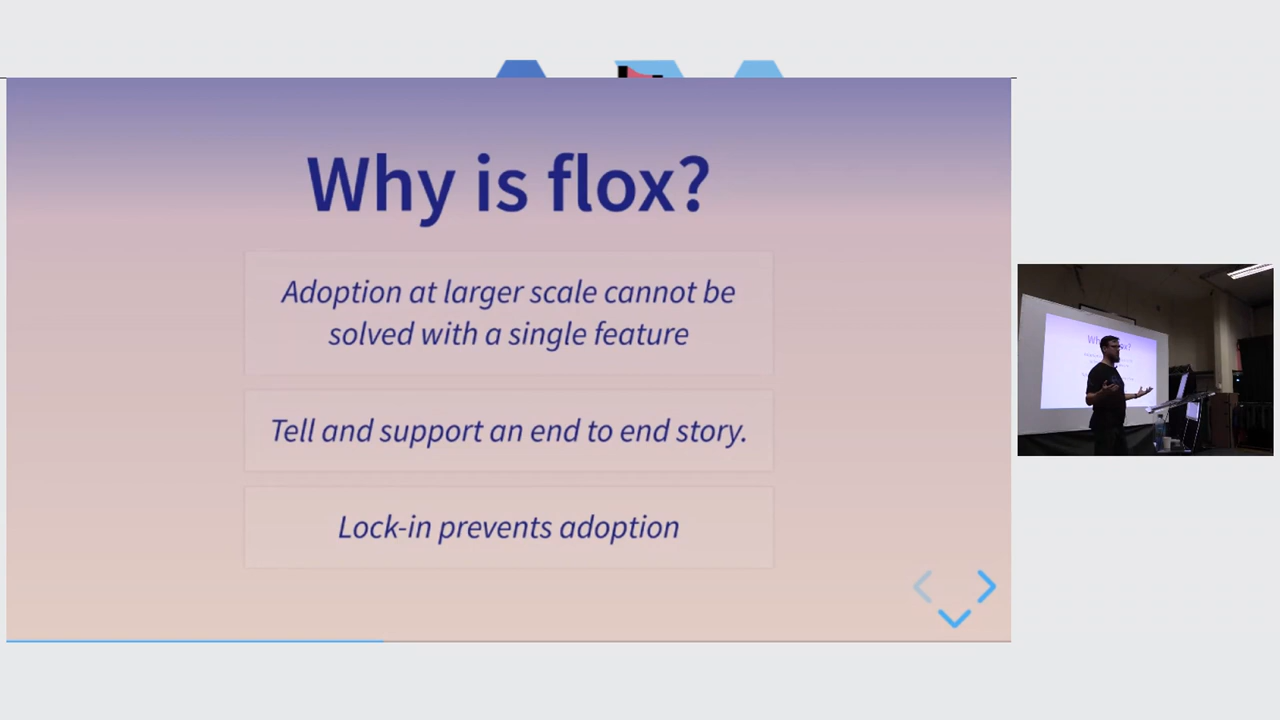 Why is flox?
Adoption at larger scale cannot be
solved with a single feature
Tell and support an end to end story.
Lock-in prevents adoption